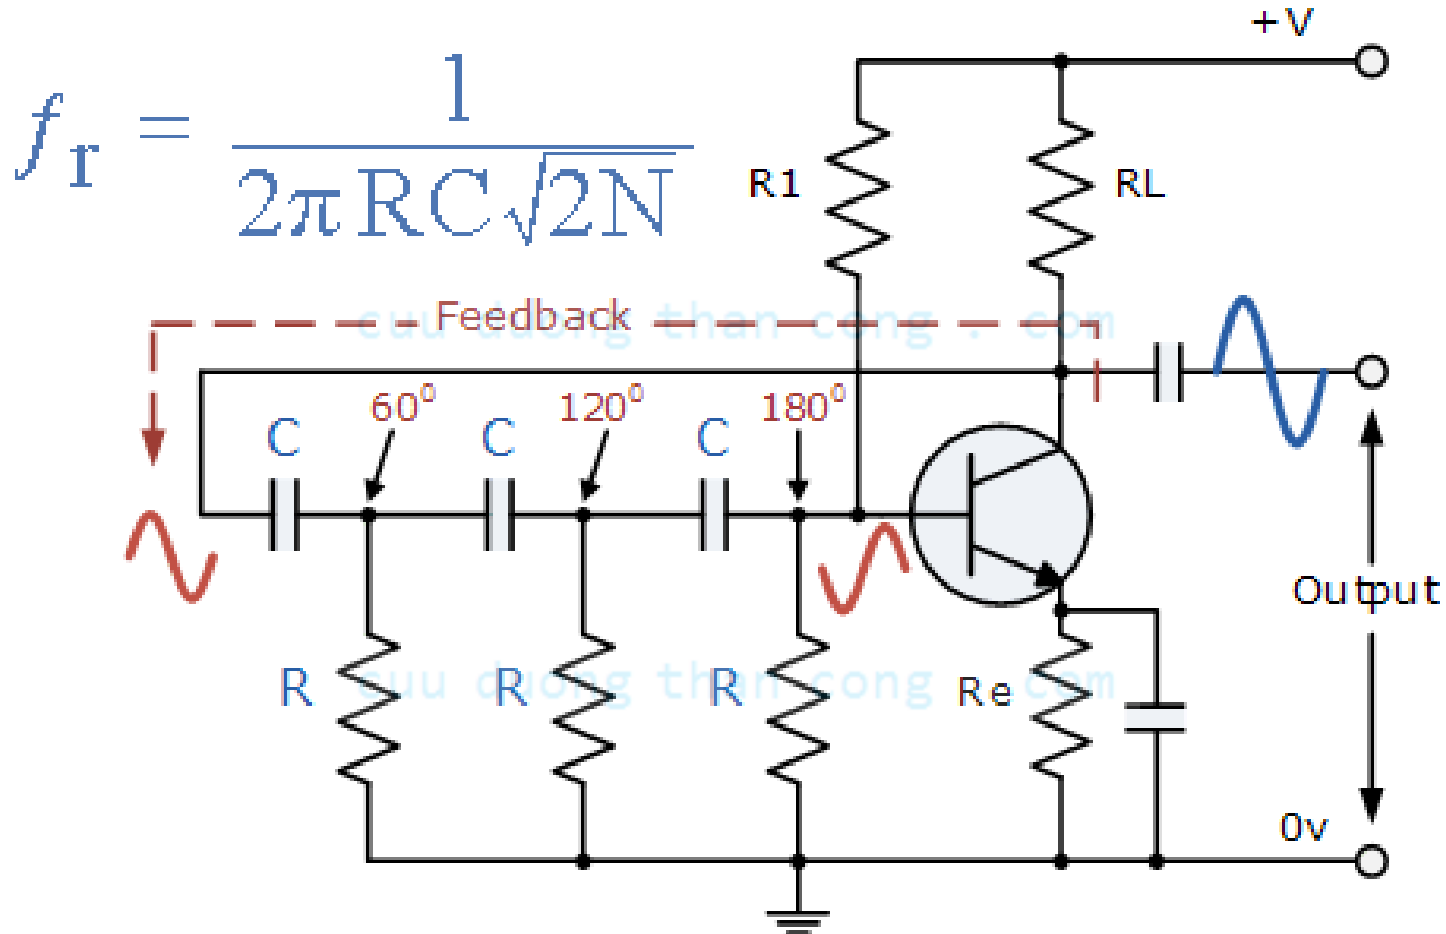 +V
f_r = 1 / (2πRC√2N)
R1
RL
cuu duong than cong . com
Feedback
60⁰
120⁰
180⁰
C
C
C
Output
cuu duong than cong . com
R
R
R
Re
0v